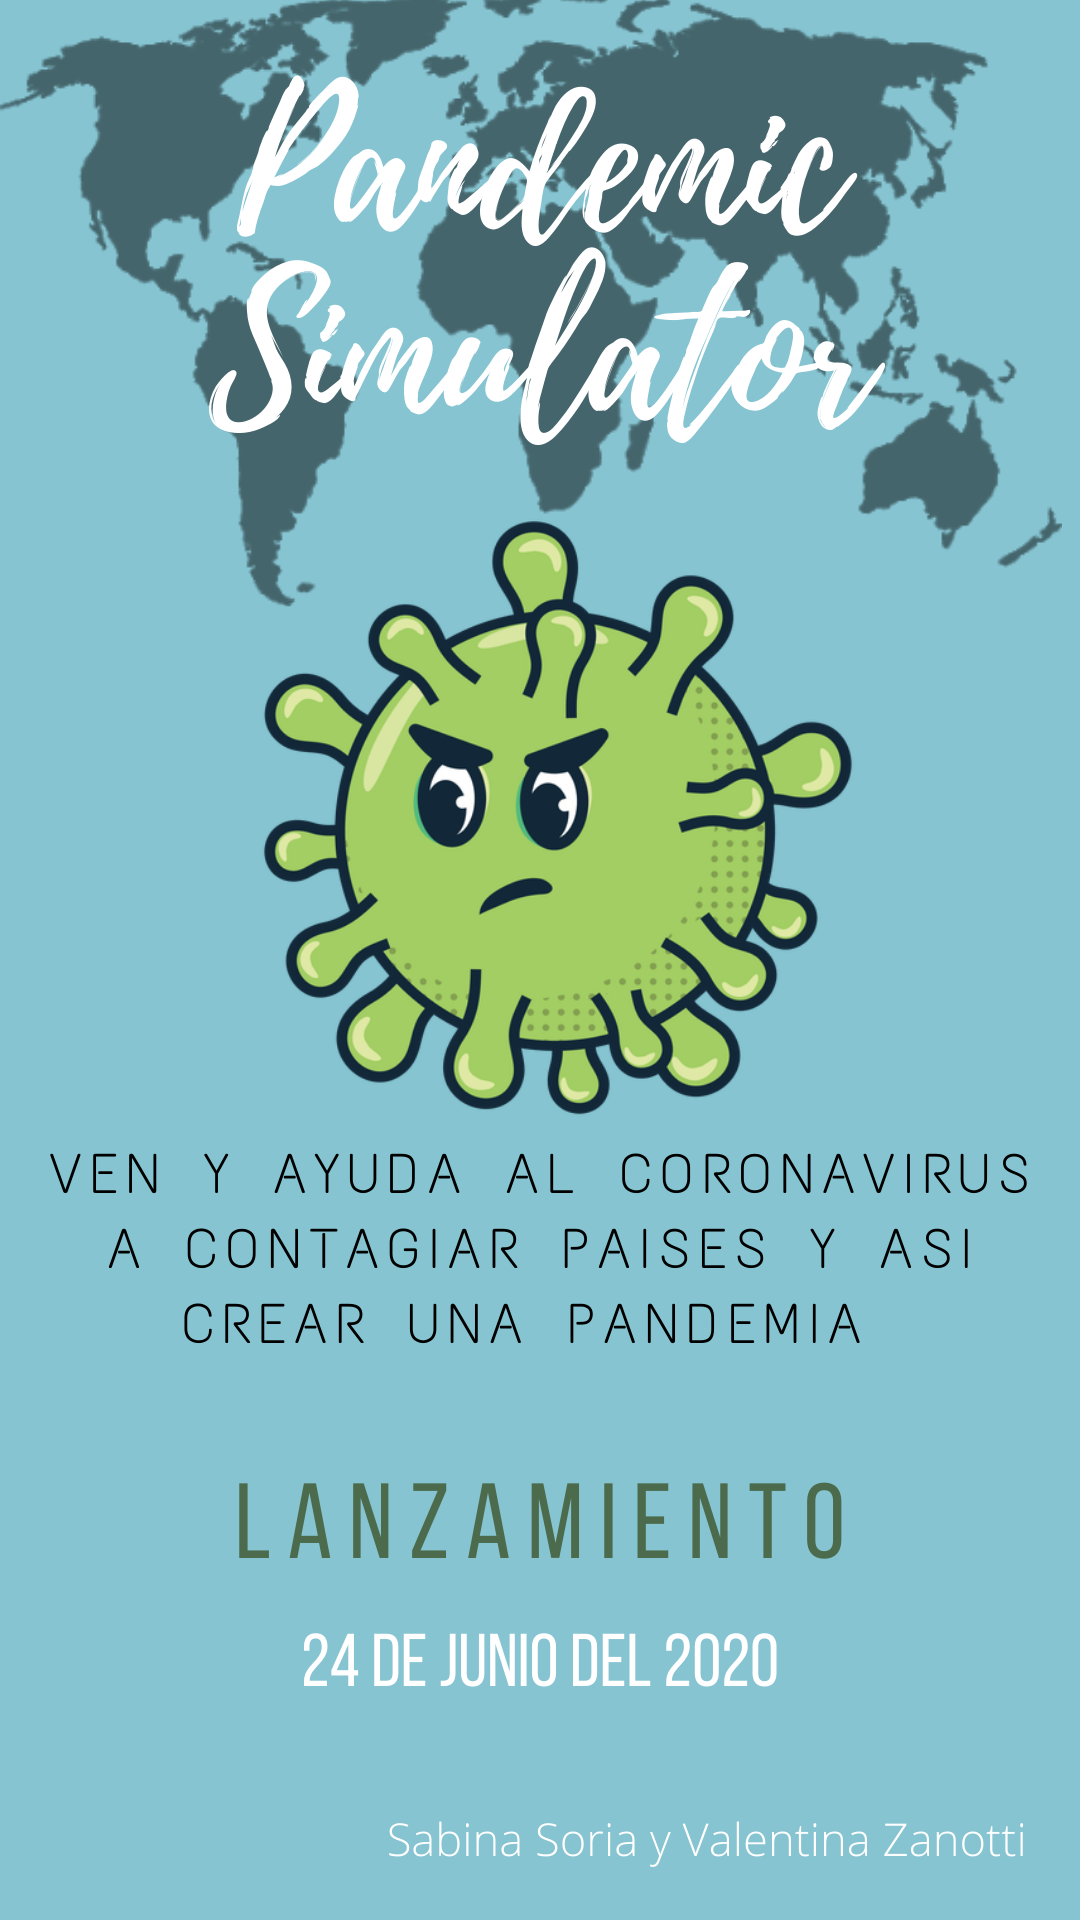 Pandemic
Simulator
VEN Y AYUDA AL CORONAVIRUS
A CONTAGIAR PAISES Y ASI
CREAR UNA PANDEMIA
LANZAMIENTO
24 DE JUNIO DEL 2020
Sabina Soria y Valentina Zanotti